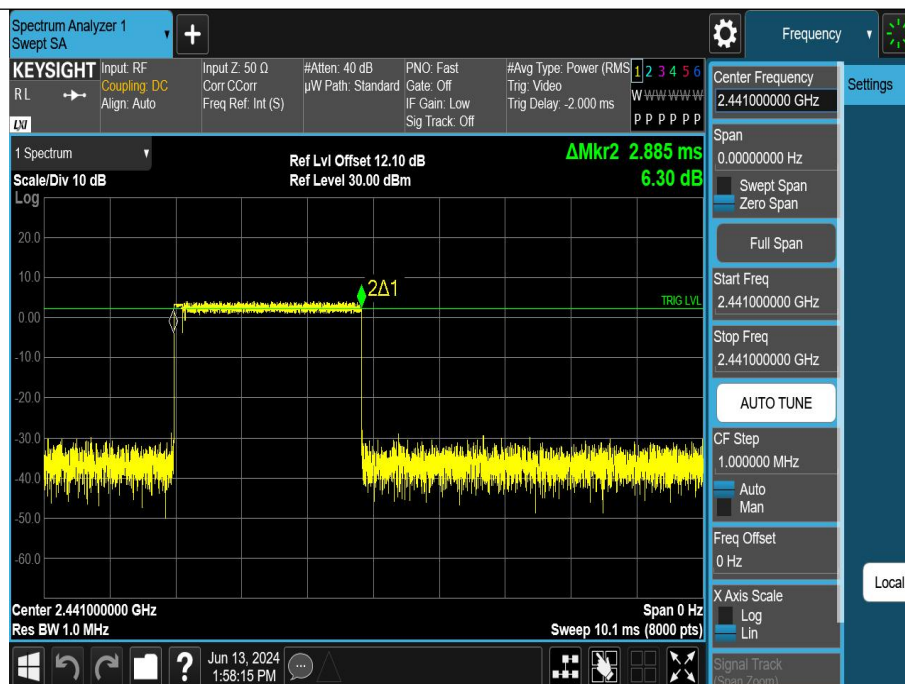 Spectrum Analyzer 1
Swept SA
Frequency
KEYSIGHT
RL
LXI
Input: RF
Coupling: DC
Align: Auto
Input Z: 50 Ω
Corr CCorr
Freq Ref: Int (S)
#Atten: 40 dB
µW Path: Standard
PNO: Fast
Gate: Off
IF Gain: Low
Sig Track: Off
#Avg Type: Power (RMS
Trig: Video
Trig Delay: -2.000 ms
1 2 3 4 5 6
W W W W W W
P P P P P P
1 Spectrum
Scale/Div 10 dB
Log
Ref Lvl Offset 12.10 dB
Ref Level 30.00 dBm
ΔMkr2 2.885 ms
6.30 dB
20.0
10.0
0.00
-10.0
-20.0
-30.0
-40.0
-50.0
-60.0
2Δ1
TRIG LVL
Center 2.441000000 GHz
Res BW 1.0 MHz
Span 0 Hz
Sweep 10.1 ms (8000 pts)
Jun 13, 2024
1:58:15 PM
Center Frequency
2.441000000 GHz
Settings
Span
0.00000000 Hz
Swept Span
Zero Span
Full Span
Start Freq
2.441000000 GHz
Stop Freq
2.441000000 GHz
AUTO TUNE
CF Step
1.000000 MHz
Auto
Man
Freq Offset
0 Hz
Local
X Axis Scale
Log
Lin
Signal Track
(Span Zoom)